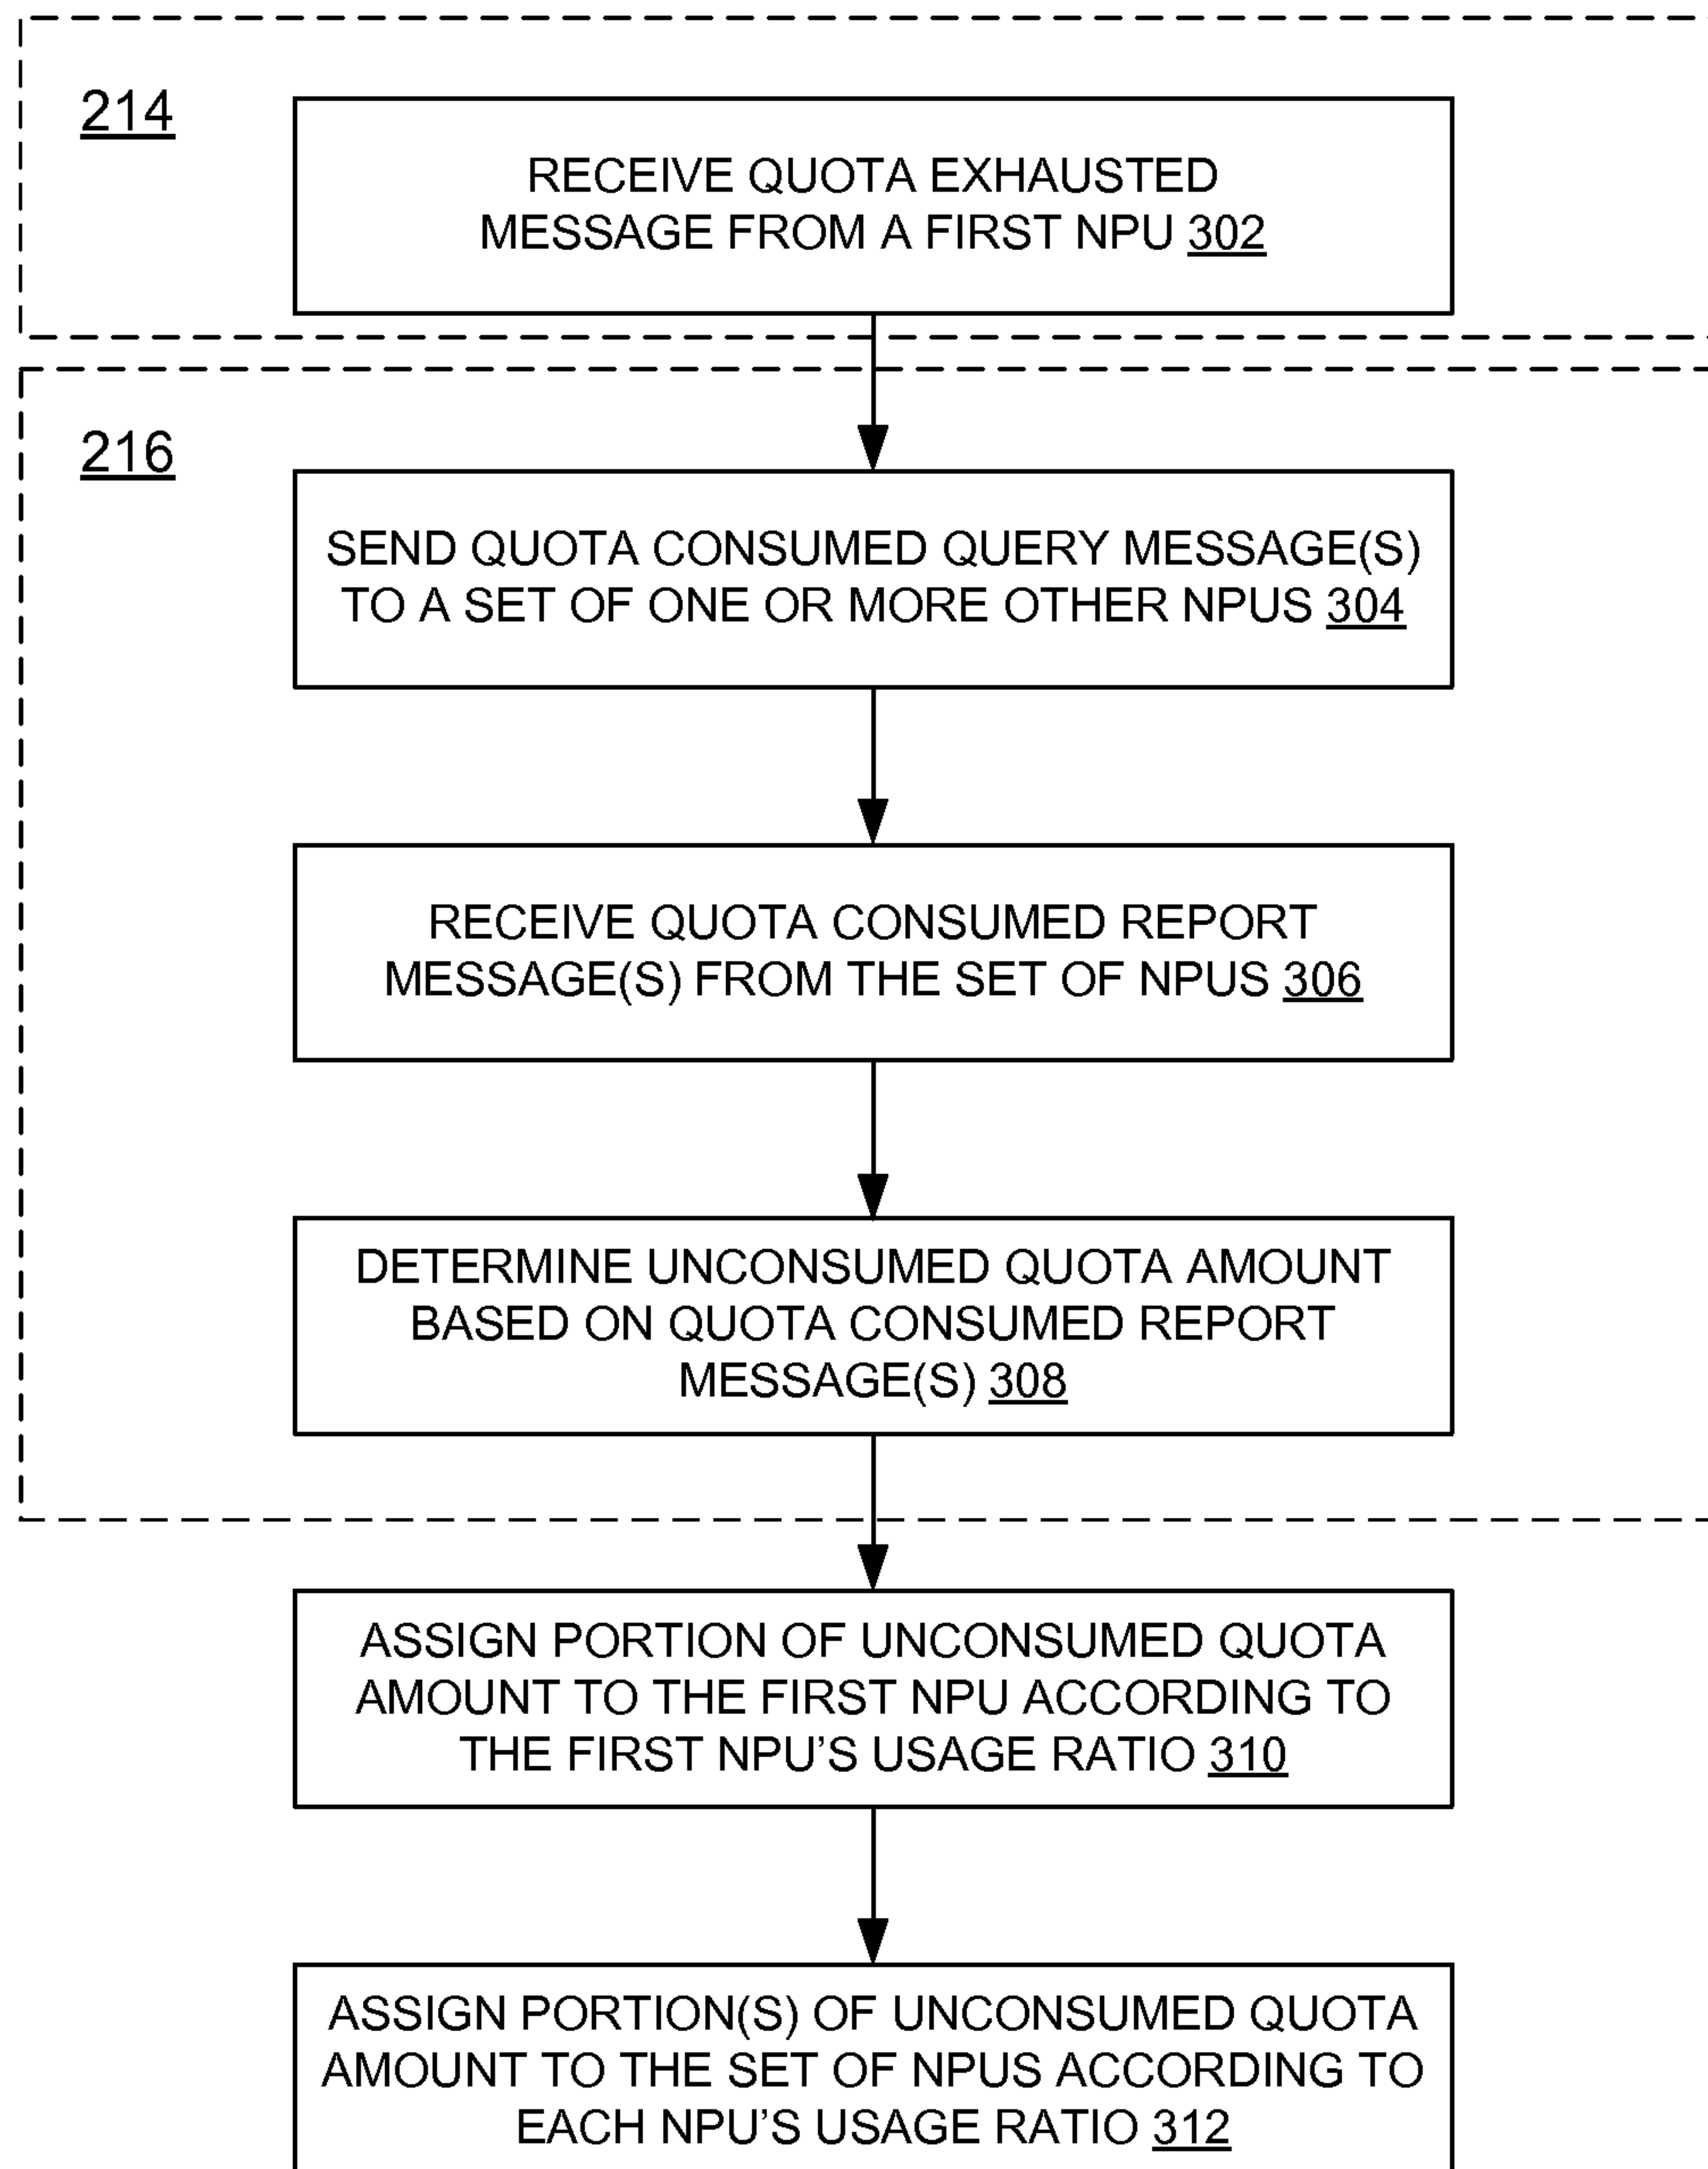 214
RECEIVE QUOTA EXHAUSTED
MESSAGE FROM A FIRST NPU 302
216
SEND QUOTA CONSUMED QUERY MESSAGE(S)
TO A SET OF ONE OR MORE OTHER NPUS 304
RECEIVE QUOTA CONSUMED REPORT
MESSAGE(S) FROM THE SET OF NPUS 306
DETERMINE UNCONSUMED QUOTA AMOUNT
BASED ON QUOTA CONSUMED REPORT
MESSAGE(S) 308
ASSIGN PORTION OF UNCONSUMED QUOTA
AMOUNT TO THE FIRST NPU ACCORDING TO
THE FIRST NPU’S USAGE RATIO 310
ASSIGN PORTION(S) OF UNCONSUMED QUOTA
AMOUNT TO THE SET OF NPUS ACCORDING TO
EACH NPU’S USAGE RATIO 312